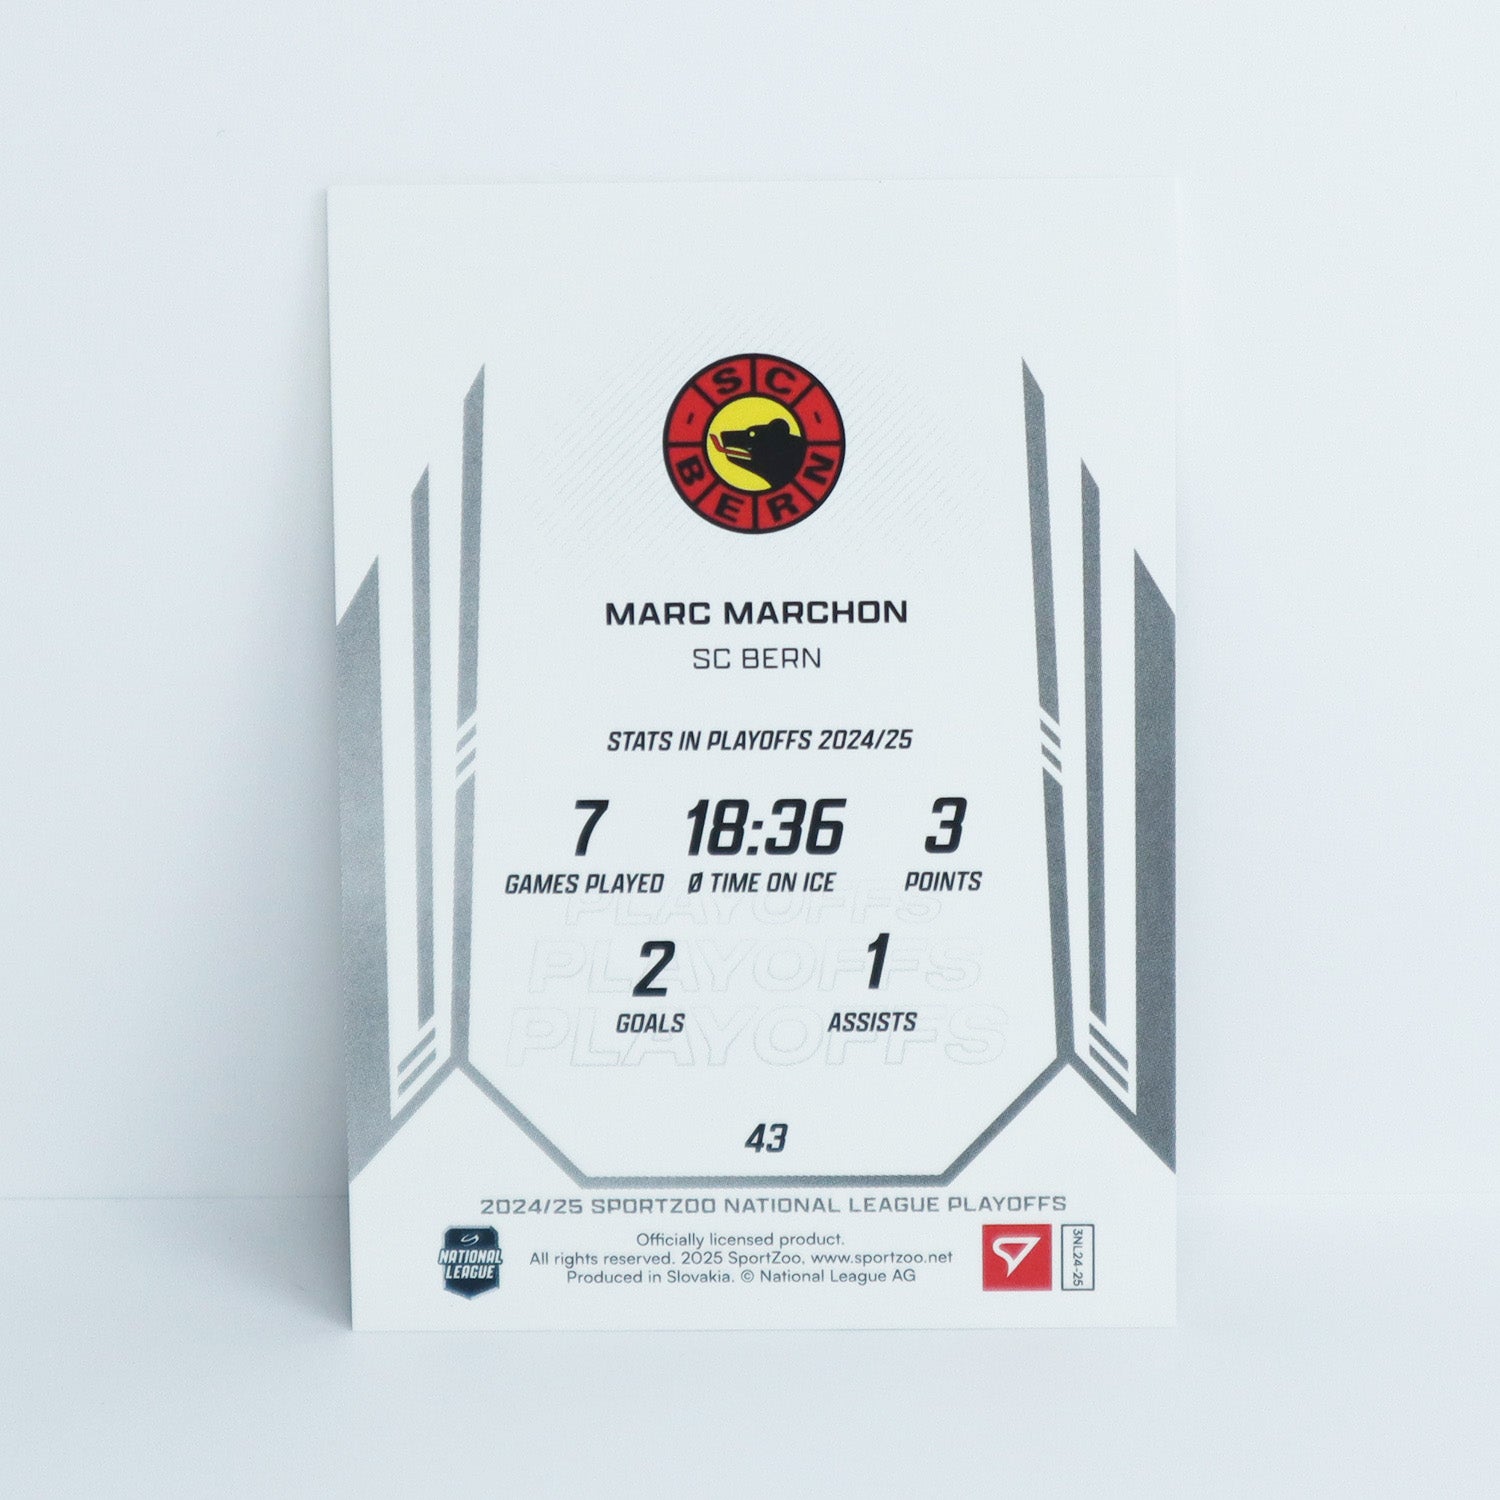 SC
BERN
MARC MARCHON
SC BERN
STATS IN PLAYOFFS 2024/25
7 18:36 3
GAMES PLAYED Ø TIME ON ICE POINTS
PLAYOFFS
2 1
PLAYOFFS
GOALS ASSISTS
PLAYOFFS
43
2024/25 SPORTZOO NATIONAL LEAGUE PLAYOFFS
NATIONAL
LEAGUE
Officially licensed product.
All rights reserved. 2025 SportZoo, www.sportzoo.net
Produced in Slovakia. © National League AG
3NL24-25